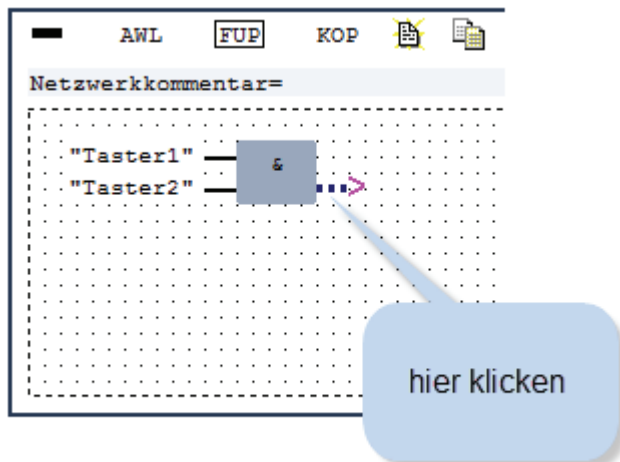 AWL FUP KOP
Netzwerkkommentar=
"Taster1" &
"Taster2"
hier klicken